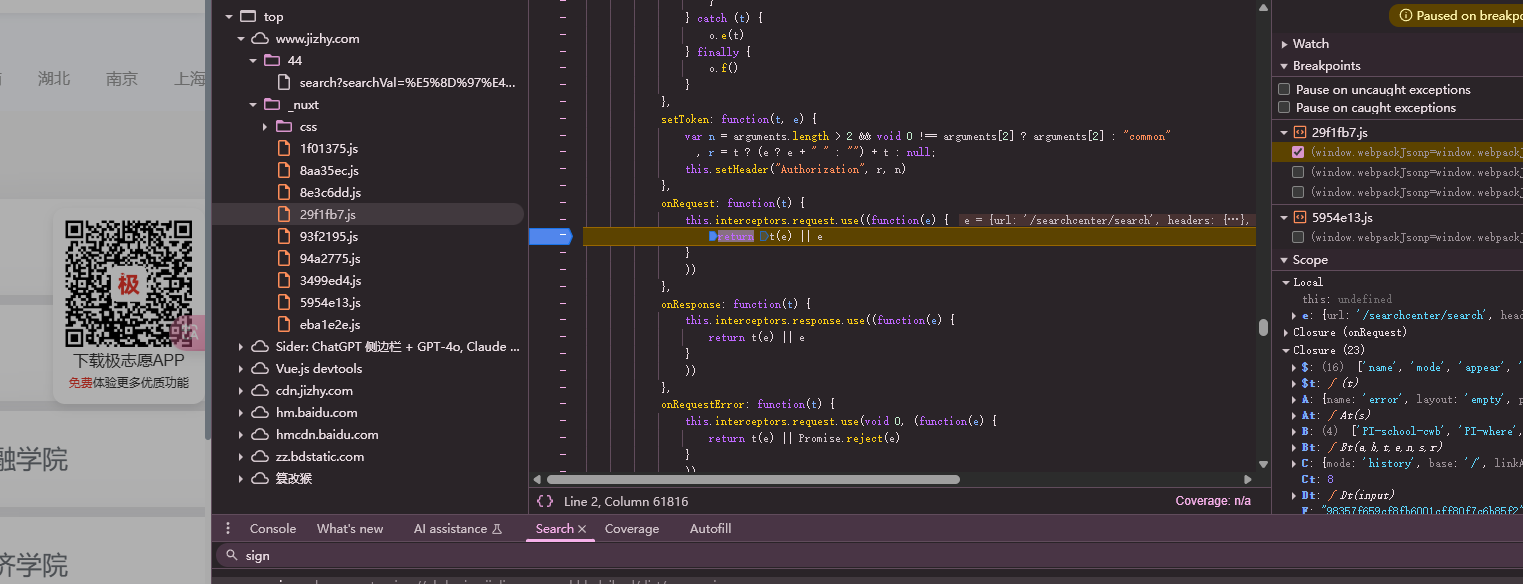 湖北
南京
上海
下载极志愿APP
免费体验更多优质功能
融学院
济学院
top
www.jizhy.com
44
search?searchVal=%E5%8D%97%E4...
_nuxt
css
1f01375.js
8aa35ec.js
8e3c6dd.js
29f1fb7.js
93f2195.js
94a2775.js
3499ed4.js
5954e13.js
eba1e2e.js
Sider: ChatGPT 侧边栏 + GPT-4o, Claude ...
Vue.js devtools
cdn.jizhy.com
hm.baidu.com
hmcdn.baidu.com
zz.bdstatic.com
篡改猴
}
} catch (t) {
o.e(t)
} finally {
o.f()
}
},
setToken: function(t, e) {
var n = arguments.length > 2 && void 0 !== arguments[2] ? arguments[2] : "common"
, r = t ? (e ? e + " " : "") + t : null;
this.setHeader("Authorization", r, n)
},
onRequest: function(t) {
this.interceptors.request.use((function(e) { e = {url: '/searchcenter/search', headers: {…},
return t(e) || e
}
))
},
onResponse: function(t) {
this.interceptors.response.use((function(e) {
return t(e) || e
}
))
},
onRequestError: function(t) {
this.interceptors.request.use(void 0, (function(e) {
return t(e) || Promise.reject(e)
}
))
{} Line 2, Column 61816
Coverage: n/a
Paused on breakpo
Watch
Breakpoints
Pause on uncaught exceptions
Pause on caught exceptions
29f1fb7.js
(window.webpackJsonp=window.webpackJ
(window.webpackJsonp=window.webpackJ
(window.webpackJsonp=window.webpackJ
5954e13.js
(window.webpackJsonp=window.webpackJ
Scope
Local
this: undefined
e: {url: '/searchcenter/search', head
Closure (onRequest)
Closure (23)
$: (16) ['name', 'mode', 'appear', '
$t: ƒ (t)
A: {name: 'error', layout: 'empty', p
At: ƒ At(s)
B: (4) ['PI-school-cwb', 'PI-where',
Bt: ƒ Bt(a,b,t,e,n,s,r)
C: {mode: 'history', base: '/', linkA
Ct: 8
Dt: ƒ Dt(input)
F: "98357f659cf8fb6001cff80f7c6b85f2"
Console
What's new
AI assistance
Search
Coverage
Autofill
sign